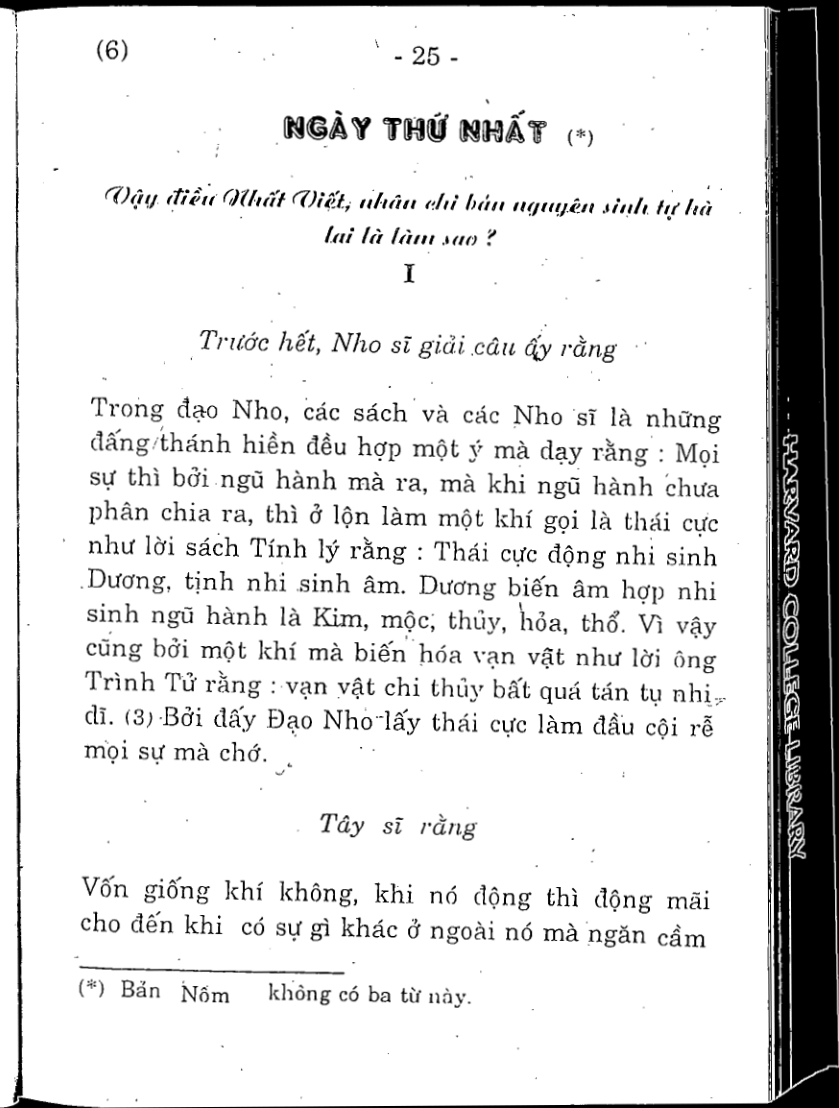 (6)
- 25 -
NGÀY THỨ NHẤT (*)
Vậy điều Nhất Viết, nhân chi bản nguyên sinh tự hà
lai là làm sao ?
I
Trước hết, Nho sĩ giải câu ấy rằng
Trong đạo Nho, các sách và các Nho sĩ là những
đấng thánh hiền đều hợp một ý mà dạy rằng : Mọi
sự thì bởi ngũ hành mà ra, mà khi ngũ hành chưa
phân chia ra, thì ở lộn làm một khí gọi là thái cực
như lời sách Tính lý rằng : Thái cực động nhi sinh
Dương, tịnh nhi sinh âm. Dương biến âm hợp nhi
sinh ngũ hành là Kim, mộc, thủy, hỏa, thổ. Vì vậy
cũng bởi một khí mà biến hóa vạn vật như lời ông
Trình Tử rằng : vạn vật chi thủy bất quá tán tụ nhi
dĩ. (3) Bởi đấy Đạo Nho lấy thái cực làm đầu cội rễ
mọi sự mà chớ.
Tây sĩ rằng
Vốn giống khí không, khi nó động thì động mãi
cho đến khi có sự gì khác ở ngoài nó mà ngăn cầm
(*) Bản Nôm không có ba từ này.
HARVARD COLLEGE LIBRARY